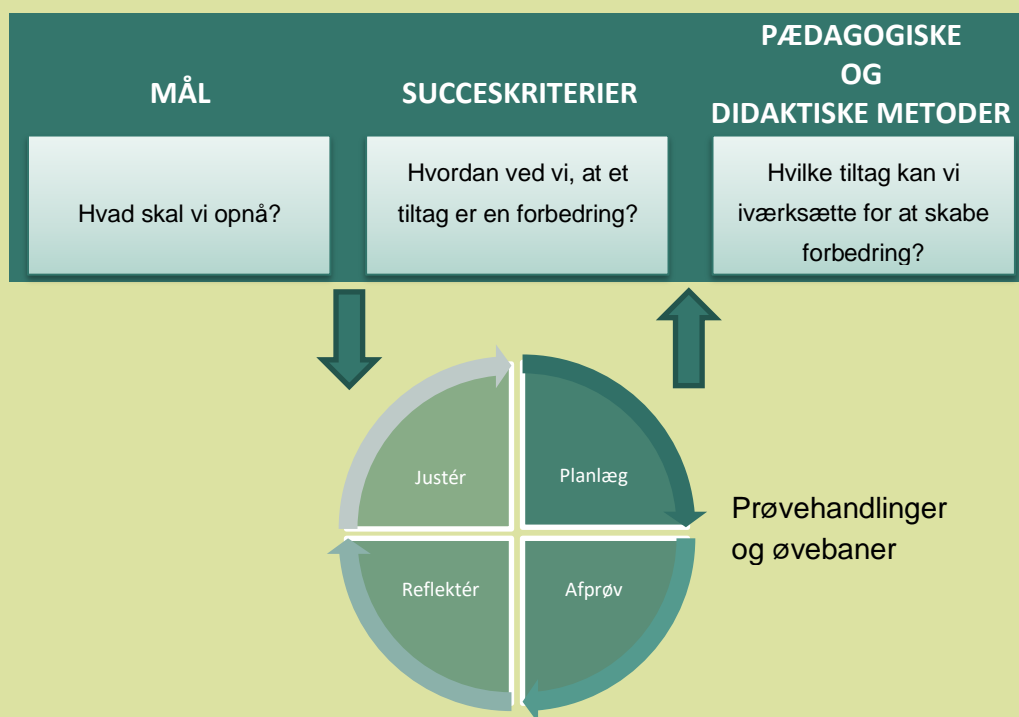 MÅL
Hvad skal vi opnå?
SUCCESKRITERIER
Hvordan ved vi, at et
tiltag er en forbedring?
PÆDAGOGISKE
OG
DIDAKTISKE METODER
Hvilke tiltag kan vi
iværksætte for at skabe
forbedring?
Justér
Planlæg
Reflektér
Afprøv
Prøvehandlinger
og øvebaner